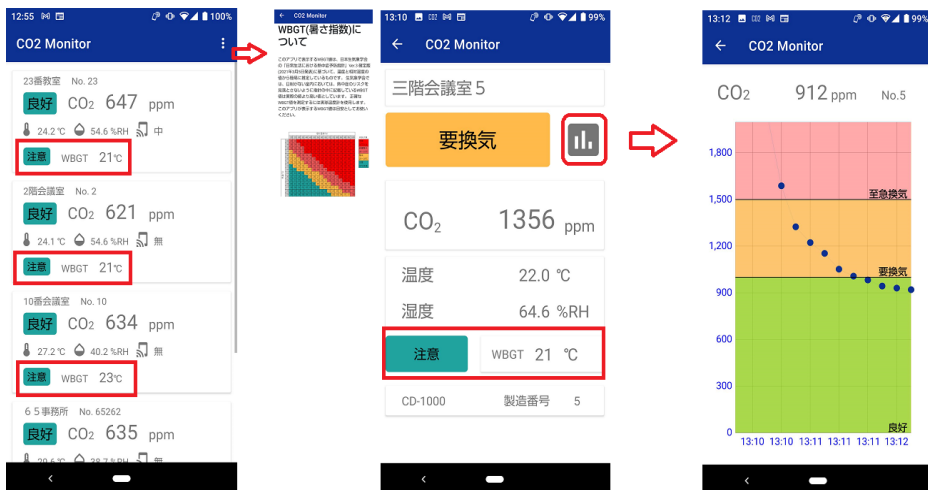 12:55
100%
CO2 Monitor
23番教室 No. 23
良好 CO2 647 ppm
24.2℃ 54.6 %RH 中
注意 WBGT 21℃
2階会議室 No. 2
良好 CO2 621 ppm
24.1℃ 54.6 %RH 無
注意 WBGT 21℃
10番会議室 No. 10
良好 CO2 634 ppm
27.2℃ 40.2 %RH 無
注意 WBGT 23℃
65事務所 No. 65262
良好 CO2 635 ppm
CO2 Monitor
WBGT(暑さ指数)に
ついて
13:10
99%
CO2 Monitor
三階会議室5
要換気
CO2 1356 ppm
温度 22.0 ℃
湿度 64.6 %RH
注意 WBGT 21 ℃
CD-1000 製造番号 5
13:12
99%
CO2 Monitor
CO2 912 ppm No.5
1,800
至急換気
1,500
1,200
要換気
900
600
300
良好
0
13:10 13:10 13:11 13:11 13:11 13:12